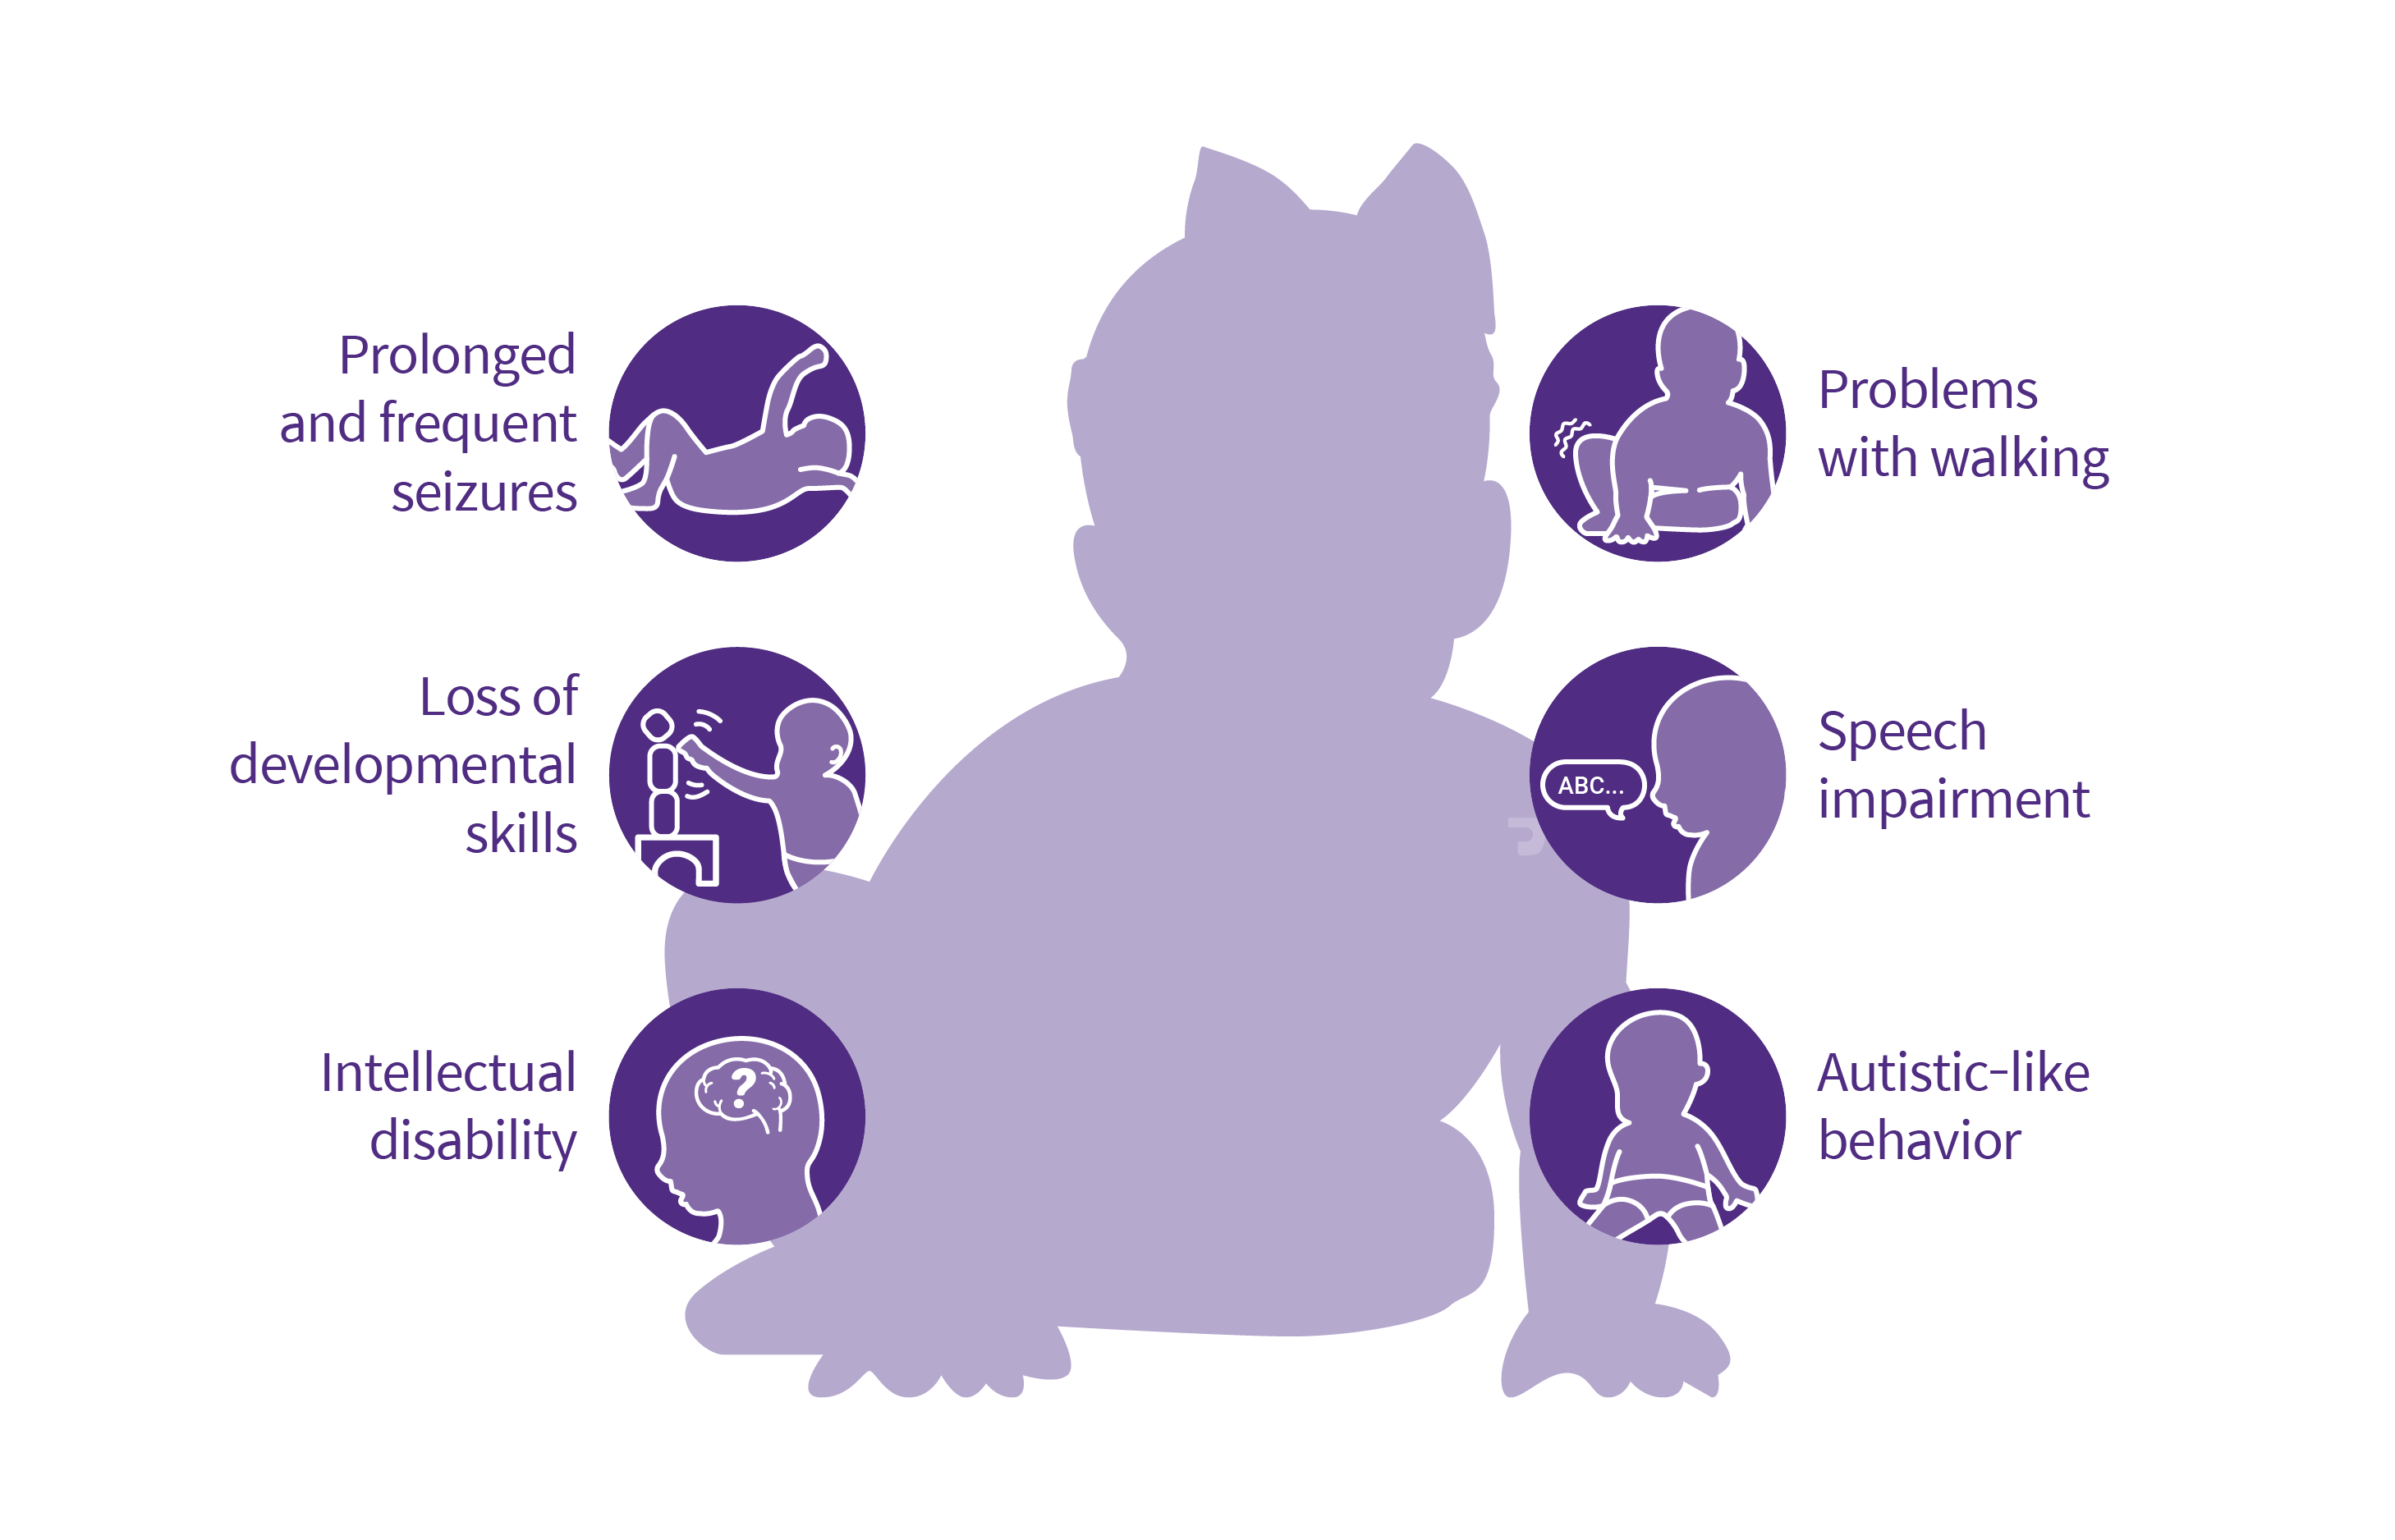 Prolonged
and frequent
seizures
Loss of
developmental
skills
Intellectual
disability
?
Problems
with walking
ABC...
Speech
impairment
Autistic-like
behavior